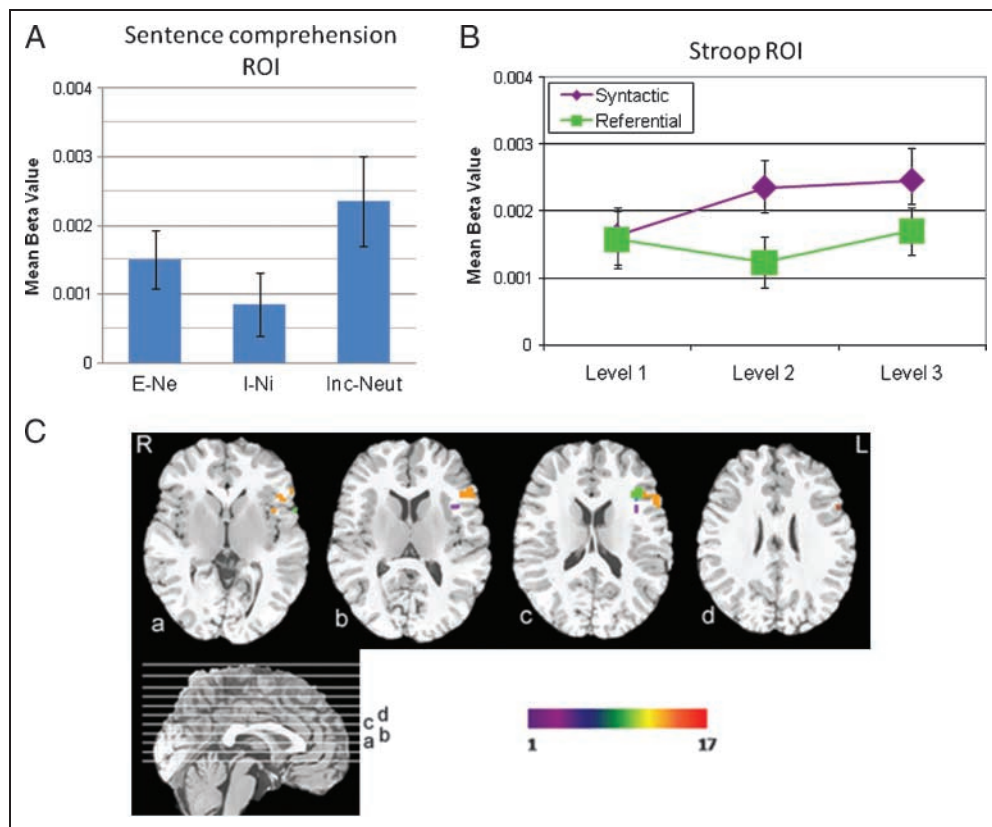 A
Sentence comprehension
ROI
0.004
0.003
0.002
0.001
0
Mean Beta Value
E-Ne
I-Ni
Inc-Neut
B
Stroop ROI
0.004
0.003
0.002
0.001
0
Mean Beta Value
Syntactic
Referential
Level 1
Level 2
Level 3
C
R
L
a
b
c
d
d
c
b
a
1
17